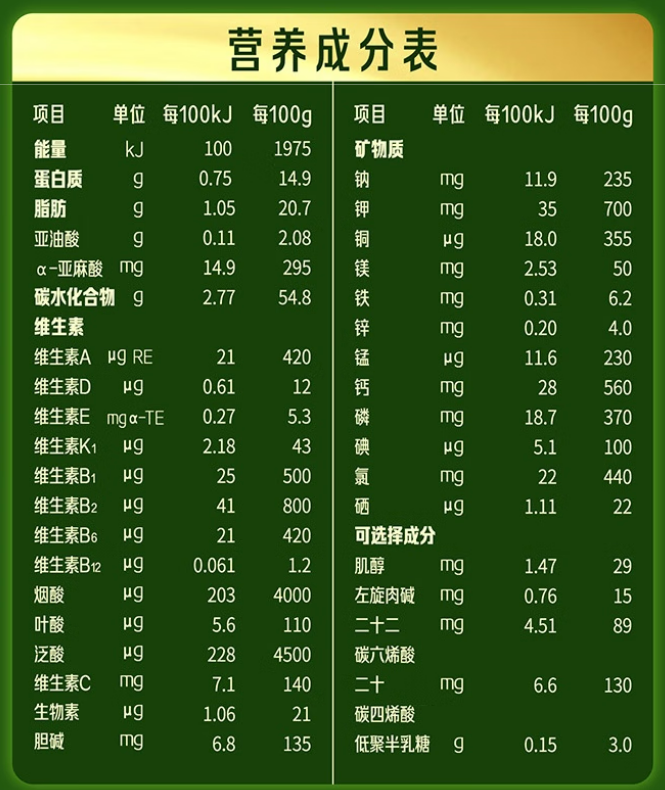 营养成分表
项目 单位 每100kJ 每100g
能量 kJ 100 1975
蛋白质 g 0.75 14.9
脂肪 g 1.05 20.7
亚油酸 g 0.11 2.08
α-亚麻酸 mg 14.9 295
碳水化合物 g 2.77 54.8
维生素
维生素A μg RE 21 420
维生素D μg 0.61 12
维生素E mgα-TE 0.27 5.3
维生素K₁ μg 2.18 43
维生素B₁ μg 25 500
维生素B₂ μg 41 800
维生素B₆ μg 21 420
维生素B₁₂ μg 0.061 1.2
烟酸 μg 203 4000
叶酸 μg 5.6 110
泛酸 μg 228 4500
维生素C mg 7.1 140
生物素 μg 1.06 21
胆碱 mg 6.8 135
项目 单位 每100kJ 每100g
矿物质
钠 mg 11.9 235
钾 mg 35 700
铜 μg 18.0 355
镁 mg 2.53 50
铁 mg 0.31 6.2
锌 mg 0.20 4.0
锰 μg 11.6 230
钙 mg 28 560
磷 mg 18.7 370
碘 μg 5.1 100
氯 mg 22 440
硒 μg 1.11 22
可选择成分
肌醇 mg 1.47 29
左旋肉碱 mg 0.76 15
二十二 mg 4.51 89
碳六烯酸
二十 mg 6.6 130
碳四烯酸
低聚半乳糖 g 0.15 3.0